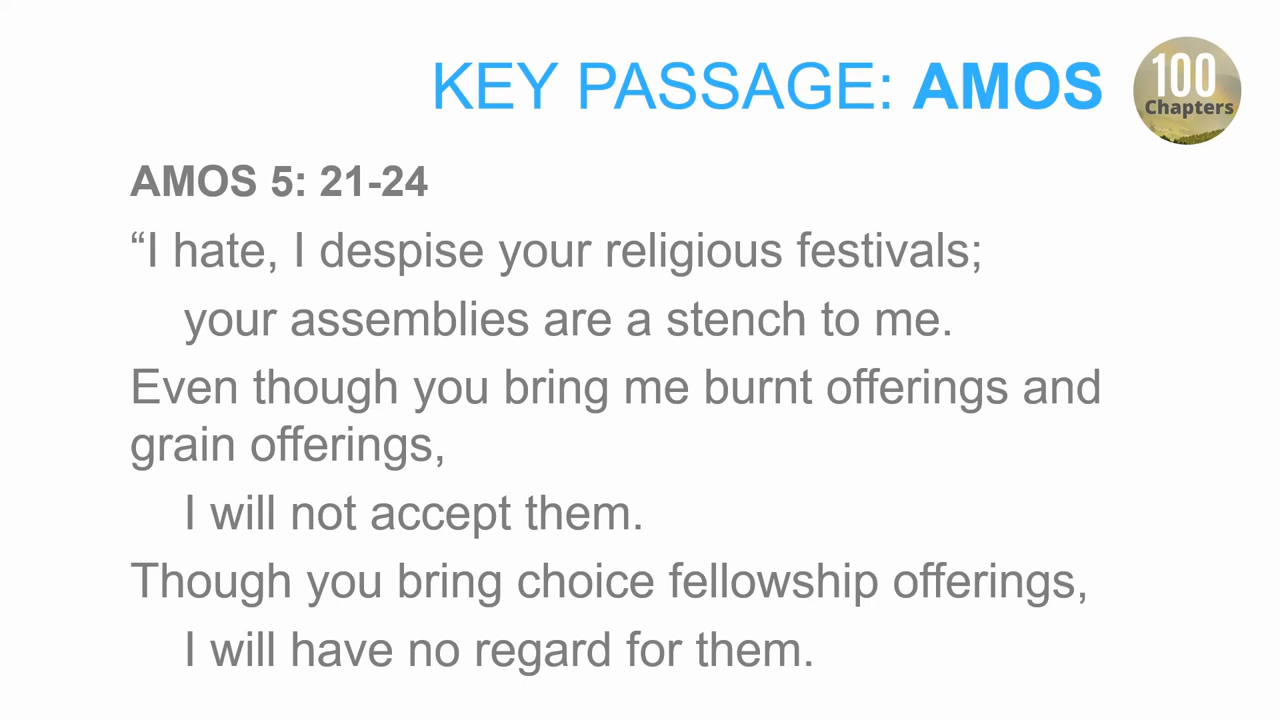 KEY PASSAGE: AMOS
100
Chapters
AMOS 5: 21-24
“I hate, I despise your religious festivals;
your assemblies are a stench to me.
Even though you bring me burnt offerings and
grain offerings,
I will not accept them.
Though you bring choice fellowship offerings,
I will have no regard for them.